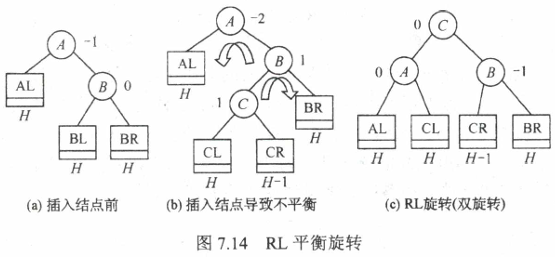 A -1
AL
H
B 0
BL
H
BR
H
(a) 插入结点前
A -2
AL
H
B 1
1 C
BR
H
CL
H
CR
H-1
(b) 插入结点导致不平衡
0 C
0 A
B -1
AL
H
CL
H
CR
H-1
BR
H
(c) RL旋转(双旋转)
图 7.14 RL 平衡旋转